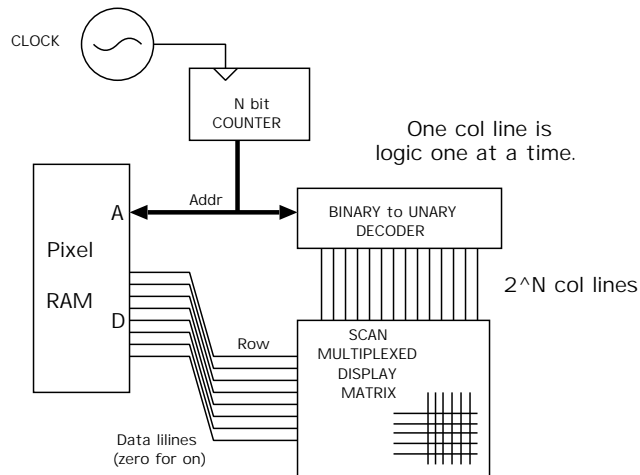 CLOCK
N bit
COUNTER
One col line is
logic one at a time.
Addr
A
BINARY to UNARY
DECODER
Pixel
RAM
D
2^N col lines
Row
SCAN
MULTIPLEXED
DISPLAY
MATRIX
Data lilines
(zero for on)